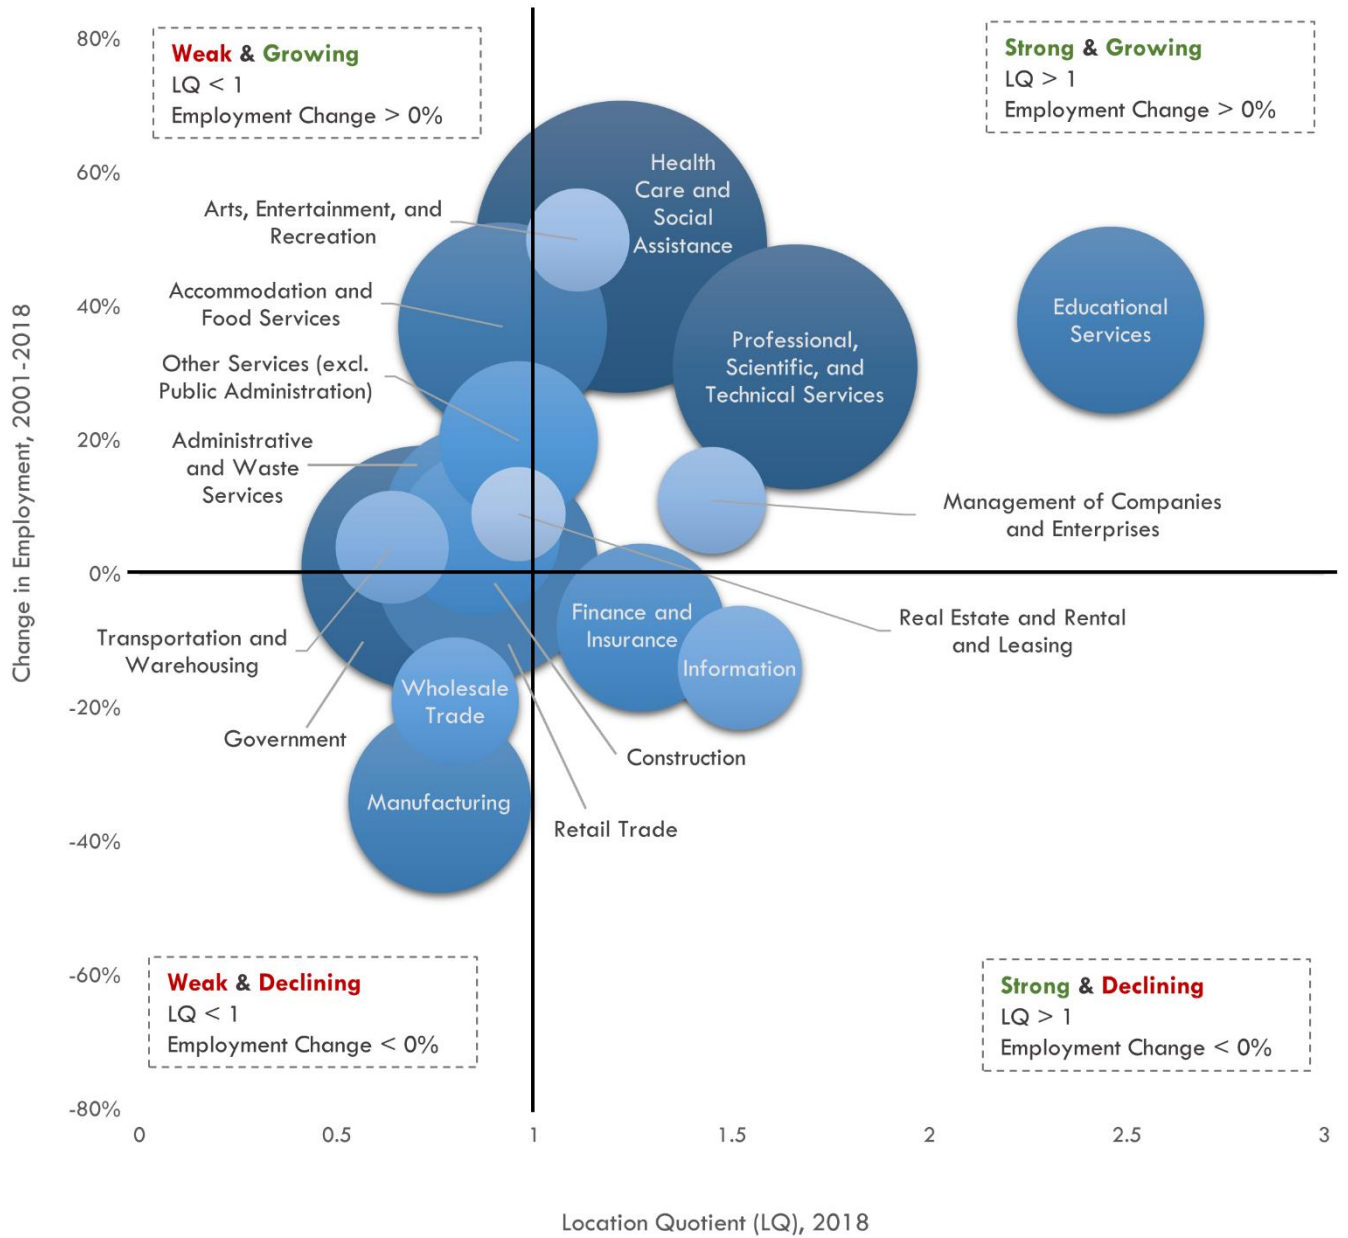 80%
60%
40%
20%
0%
-20%
-40%
-60%
-80%
Change in Employment, 2001-2018
Weak & Growing
LQ < 1
Employment Change > 0%
Strong & Growing
LQ > 1
Employment Change > 0%
Health
Care and
Social
Assistance
Arts, Entertainment, and
Recreation
Accommodation and
Food Services
Educational
Services
Professional,
Scientific, and
Technical Services
Other Services (excl.
Public Administration)
Administrative
and Waste
Services
Management of Companies
and Enterprises
Finance and
Insurance
Real Estate and Rental
and Leasing
Transportation and
Warehousing
Information
Wholesale
Trade
Government
Construction
Manufacturing
Retail Trade
Weak & Declining
LQ < 1
Employment Change < 0%
Strong & Declining
LQ > 1
Employment Change < 0%
0
0.5
1
1.5
2
2.5
3
Location Quotient (LQ), 2018